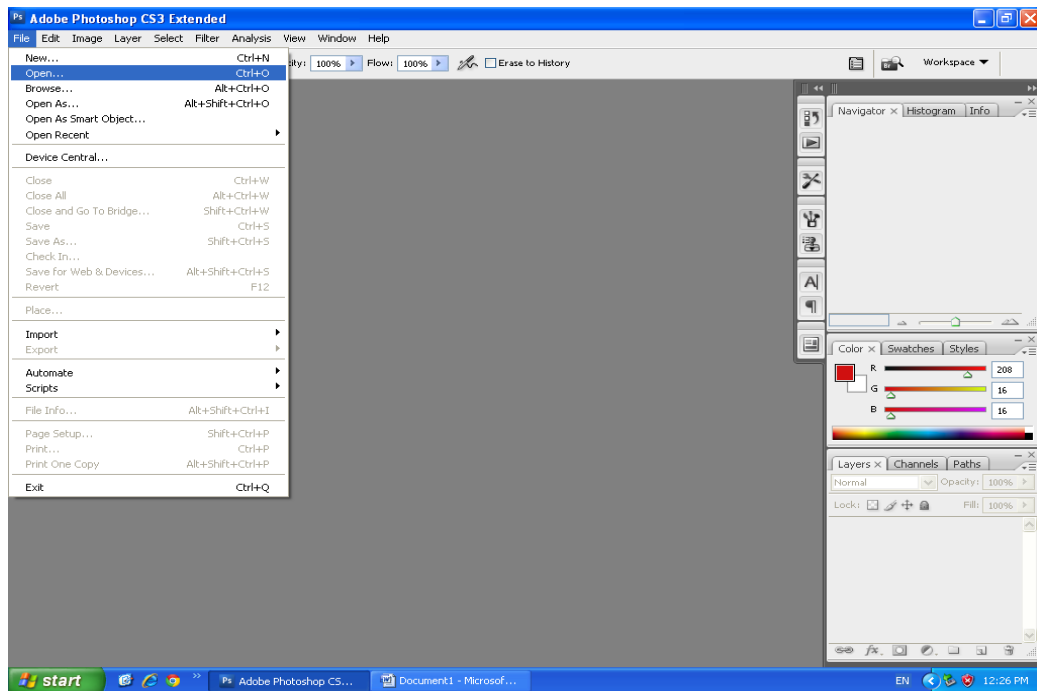 Ps Adobe Photoshop CS3 Extended
File Edit Image Layer Select Filter Analysis View Window Help
New... Ctrl+N
Open... Ctrl+O
Browse... Alt+Ctrl+O
Open As... Alt+Shift+Ctrl+O
Open As Smart Object...
Open Recent
Device Central...
Close Ctrl+W
Close All Alt+Ctrl+W
Close and Go To Bridge... Shift+Ctrl+W
Save Ctrl+S
Save As... Shift+Ctrl+S
Check In...
Save for Web & Devices... Alt+Shift+Ctrl+S
Revert F12
Place...
Import
Export
Automate
Scripts
File Info... Alt+Shift+Ctrl+I
Page Setup... Shift+Ctrl+P
Print... Ctrl+P
Print One Copy Alt+Shift+Ctrl+P
Exit Ctrl+Q
100% Flow: 100% Erase to History
Br Workspace
Navigator × Histogram Info
A
Color × Swatches Styles
R 208
G 16
B 16
Layers × Channels Paths
Normal Opacity: 100%
Lock: Fill: 100%
fx.
start Ps Adobe Photoshop CS... Document1 - Microsof... EN 12:26 PM